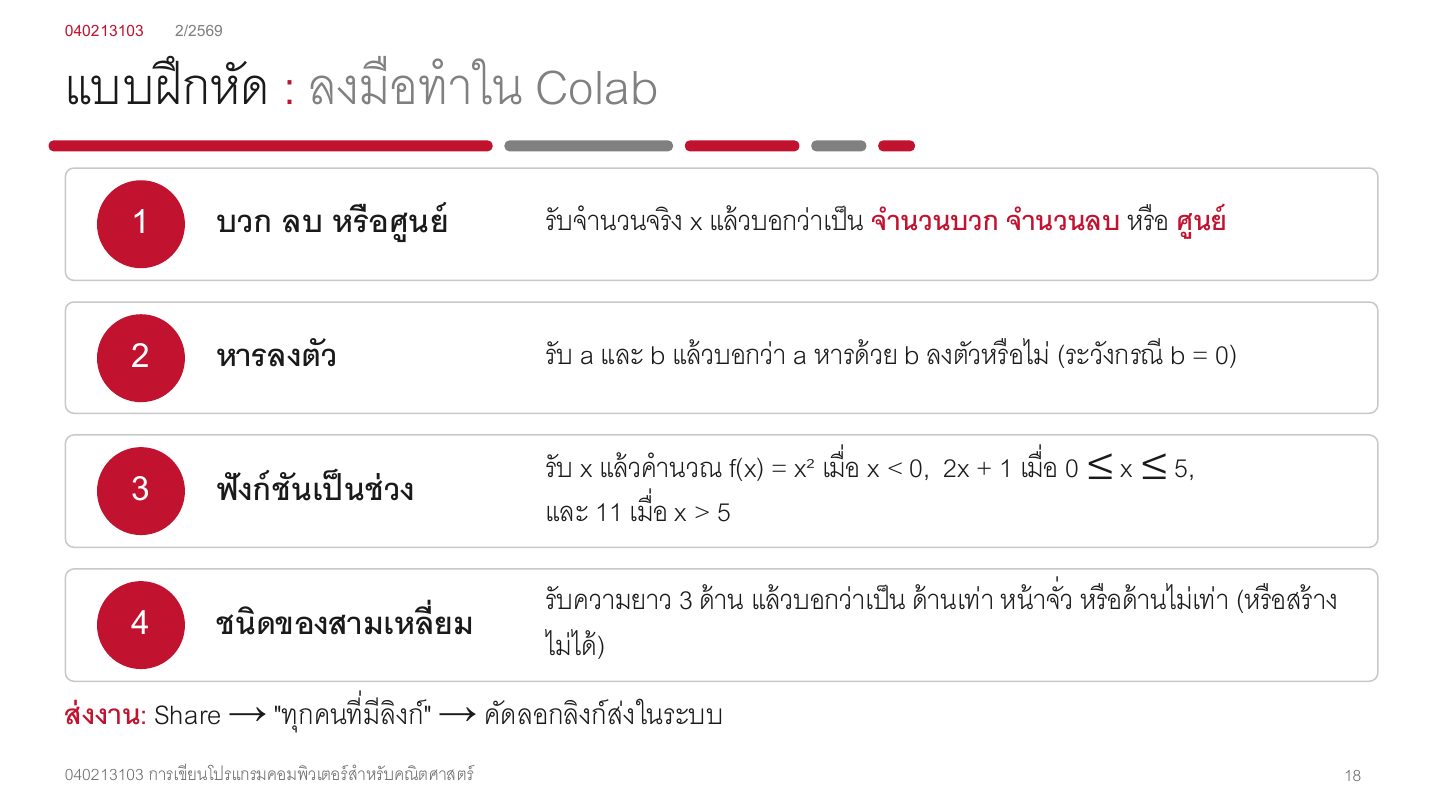 040213103 2/2569
แบบฝึกหัด : ลงมือทำใน Colab
1 บวก ลบ หรือศูนย์ รับจำนวนจริง x แล้วบอกว่าเป็น จำนวนบวก จำนวนลบ หรือ ศูนย์
2 หารลงตัว รับ a และ b แล้วบอกว่า a หารด้วย b ลงตัวหรือไม่ (ระวังกรณี b = 0)
3 ฟังก์ชันเป็นช่วง รับ x แล้วคำนวณ f(x) = x² เมื่อ x < 0, 2x + 1 เมื่อ 0 ≤ x ≤ 5,
และ 11 เมื่อ x > 5
4 ชนิดของสามเหลี่ยม รับความยาว 3 ด้าน แล้วบอกว่าเป็น ด้านเท่า หน้าจั่ว หรือด้านไม่เท่า (หรือสร้าง
ไม่ได้)
ส่งงาน: Share → "ทุกคนที่มีลิงก์" → คัดลอกลิงก์ส่งในระบบ
040213103 การเขียนโปรแกรมคอมพิวเตอร์สำหรับคณิตศาสตร์ 18